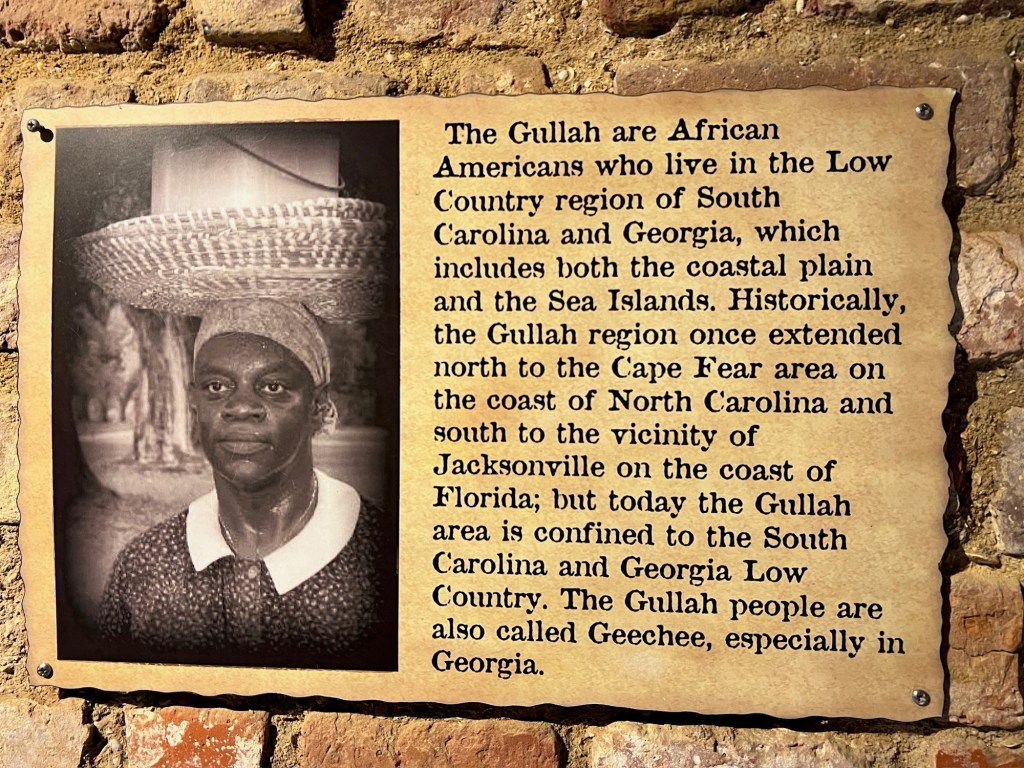 The Gullah are African
Americans who live in the Low
Country region of South
Carolina and Georgia, which
includes both the coastal plain
and the Sea Islands. Historically,
the Gullah region once extended
north to the Cape Fear area on
the coast of North Carolina and
south to the vicinity of
Jacksonville on the coast of
Florida; but today the Gullah
area is confined to the South
Carolina and Georgia Low
Country. The Gullah people are
also called Geechee, especially in
Georgia.